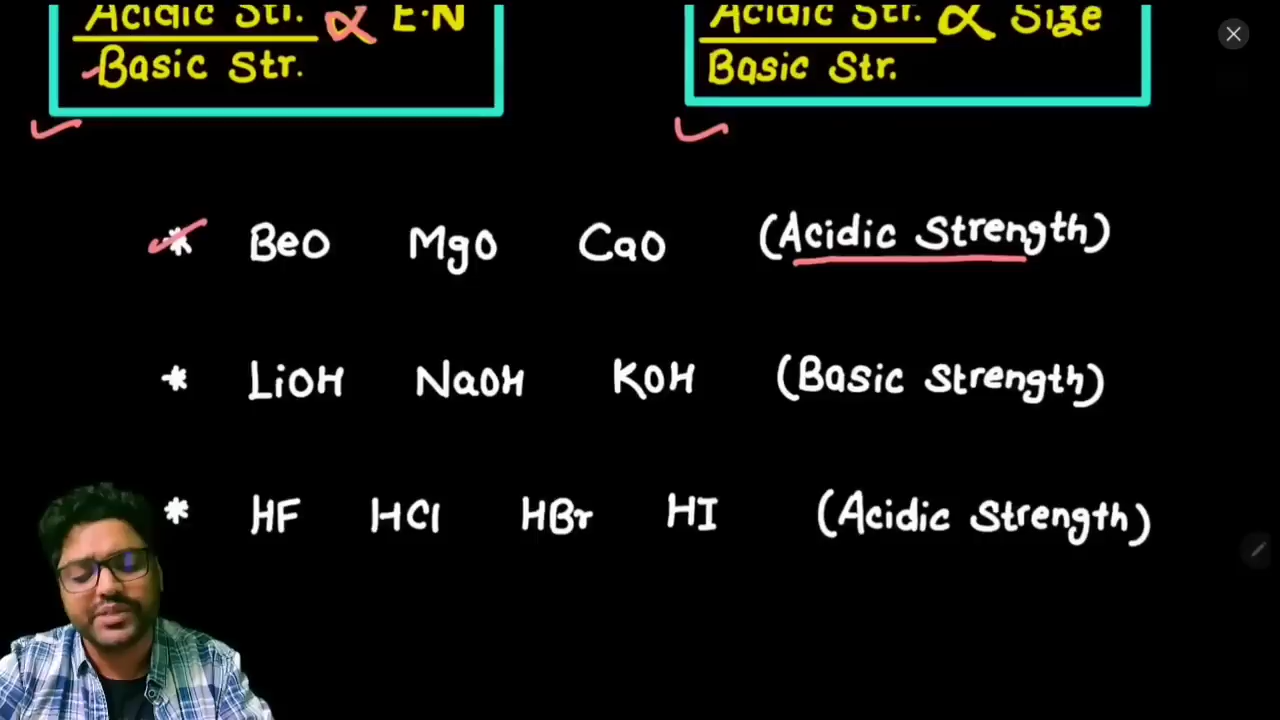 Acidic Str. ∝ E·N
Basic Str.
Acidic Str. ∝ Size
Basic Str.
* BeO MgO CaO (Acidic Strength)
* LiOH NaOH KOH (Basic Strength)
* HF HCl HBr HI (Acidic Strength)